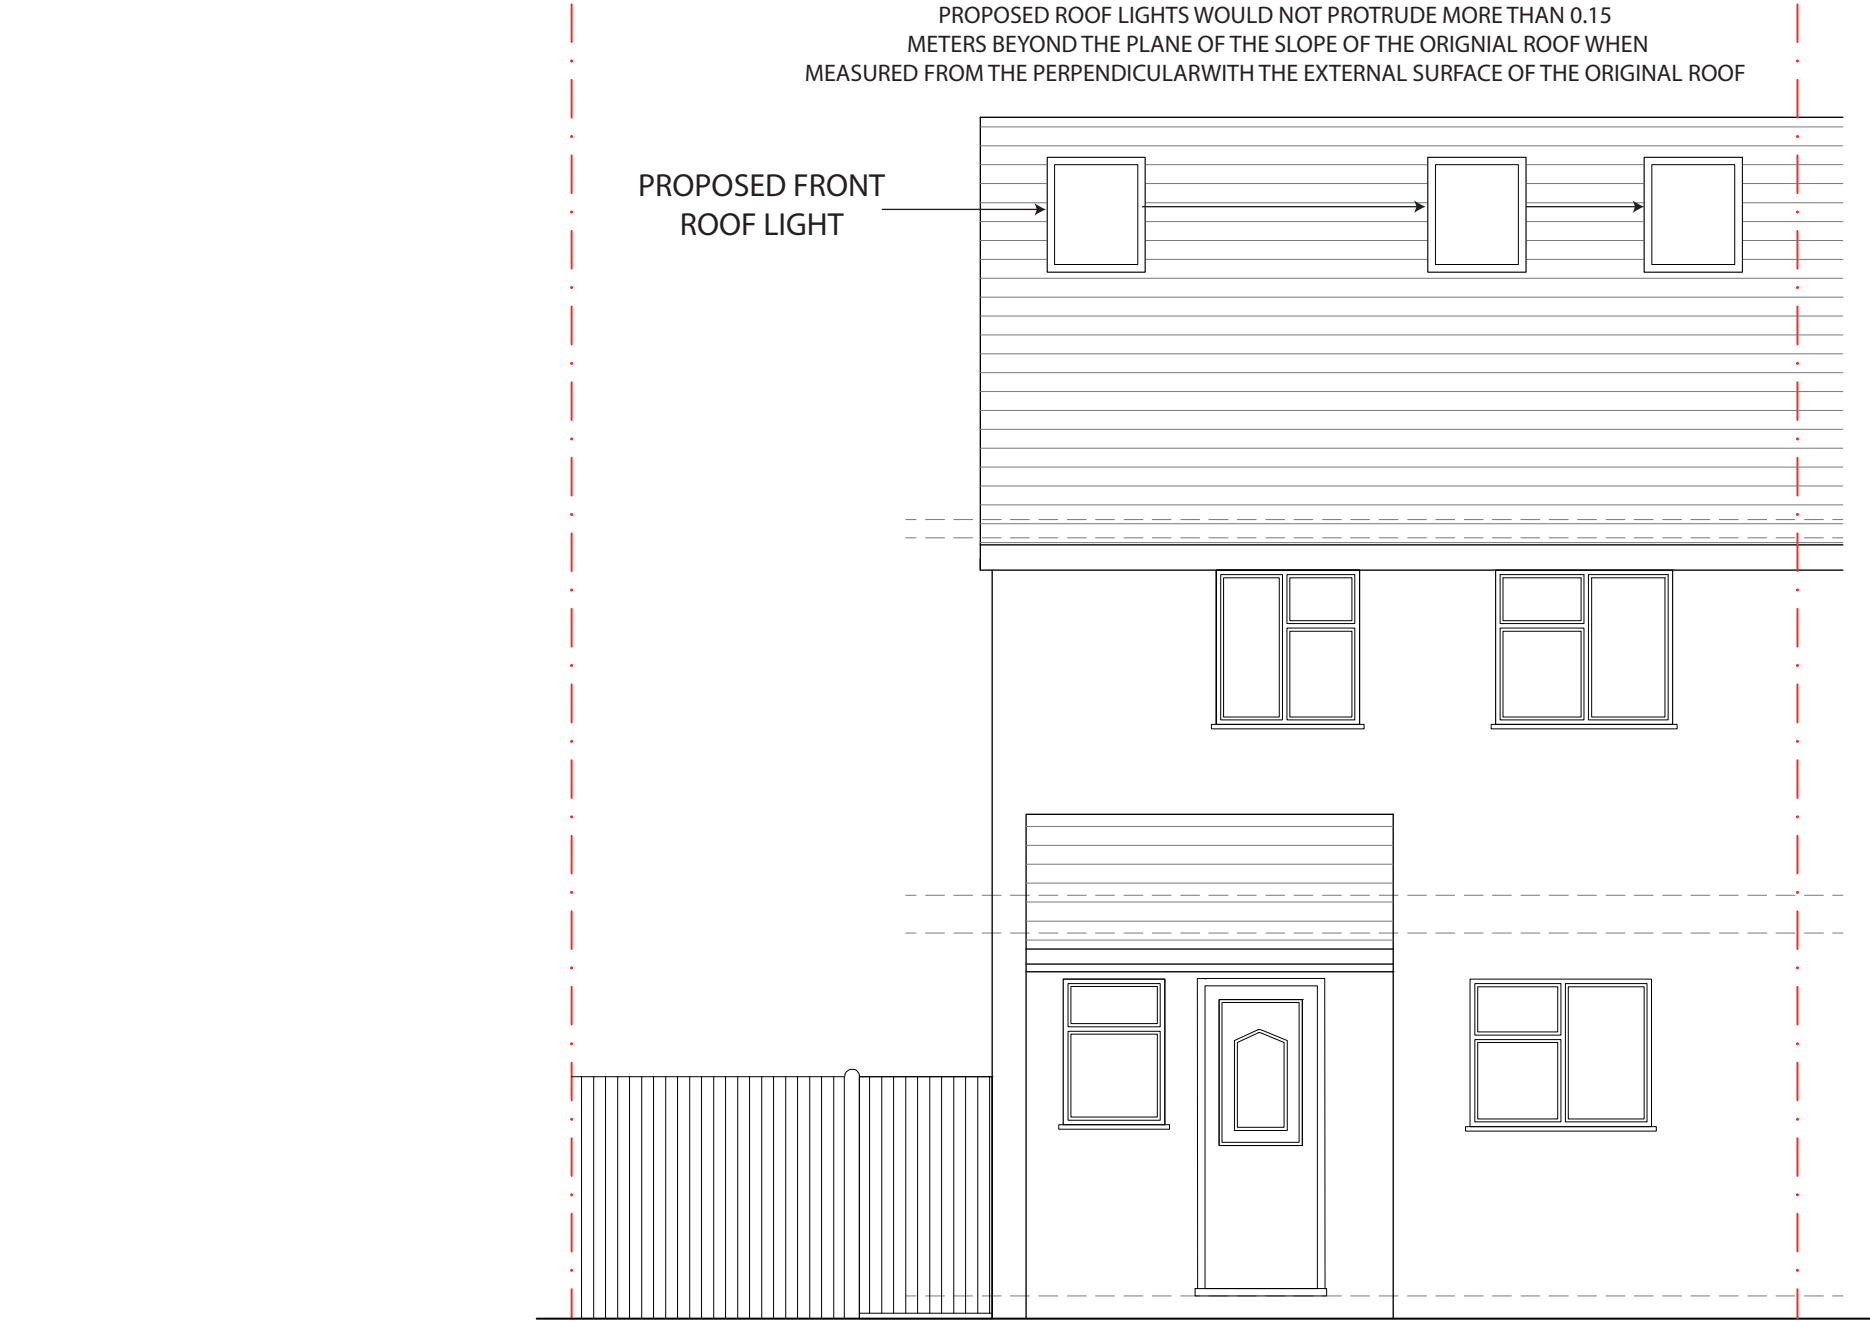 PROPOSED ROOF LIGHTS WOULD NOT PROTRUDE MORE THAN 0.15
METERS BEYOND THE PLANE OF THE SLOPE OF THE ORIGNIAL ROOF WHEN
MEASURED FROM THE PERPENDICULARWITH THE EXTERNAL SURFACE OF THE ORIGINAL ROOF
PROPOSED FRONT
ROOF LIGHT